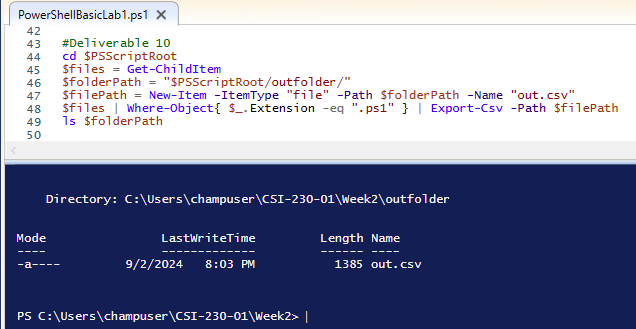 PowerShellBasicLab1.ps1 X
42
43 #Deliverable 10
44 cd $PSScriptRoot
45 $files = Get-ChildItem
46 $folderPath = "$PSScriptRoot/outfolder/"
47 $filePath = New-Item -ItemType "file" -Path $folderPath -Name "out.csv"
48 $files | Where-Object{ $_.Extension -eq ".ps1" } | Export-Csv -Path $filePath
49 ls $folderPath
50
Directory: C:\Users\champuser\CSI-230-01\Week2\outfolder
Mode LastWriteTime Length Name
---- ------------- ------ ----
-a---- 9/2/2024 8:03 PM 1385 out.csv
PS C:\Users\champuser\CSI-230-01\Week2>